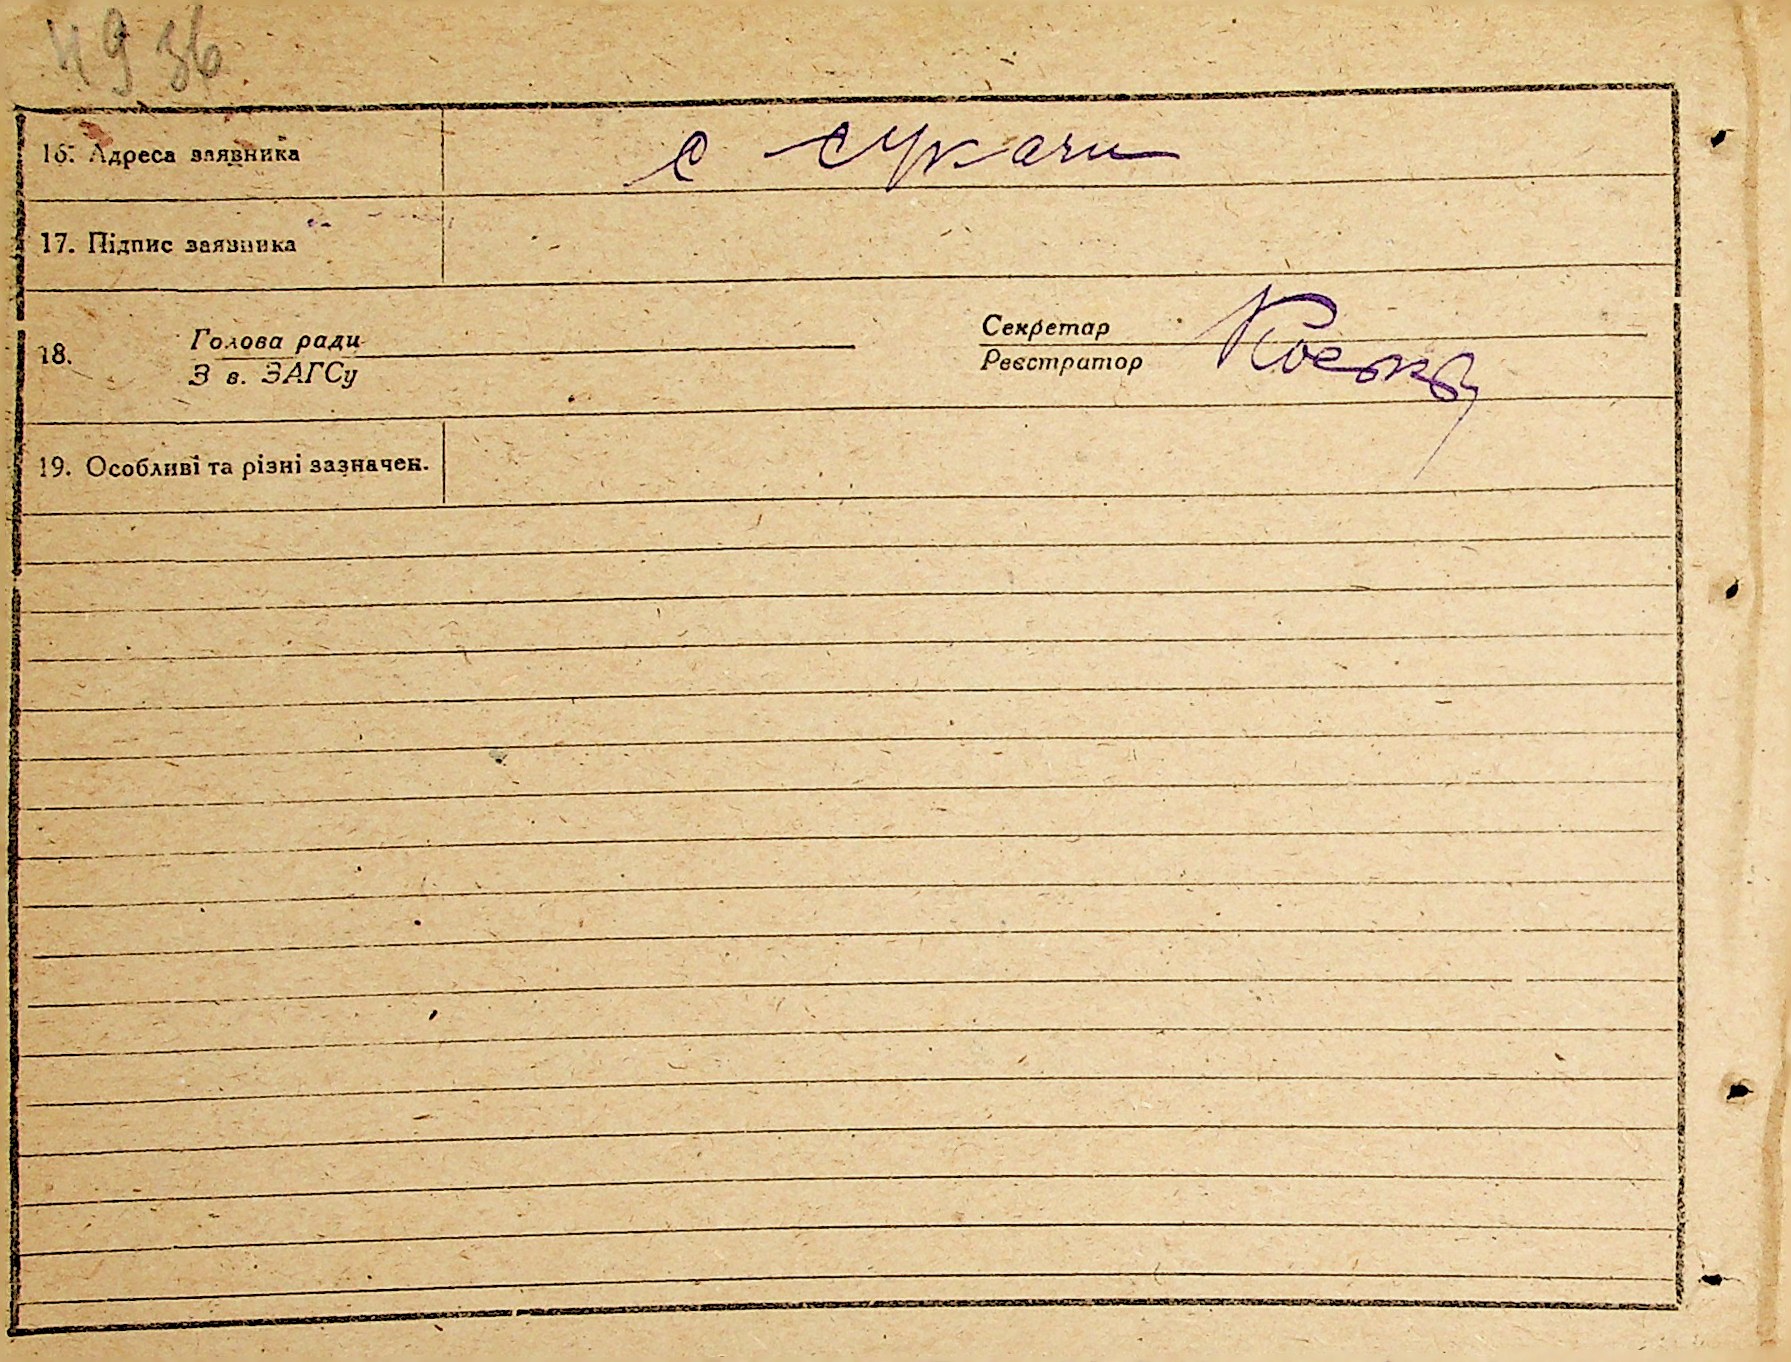 4936
16. Адреса заявника с Сукачи
17. Підпис заявника
18. Голова ради Секретар
З в. ЗАГСу Реєстратор
19. Особливі та різні зазначен.